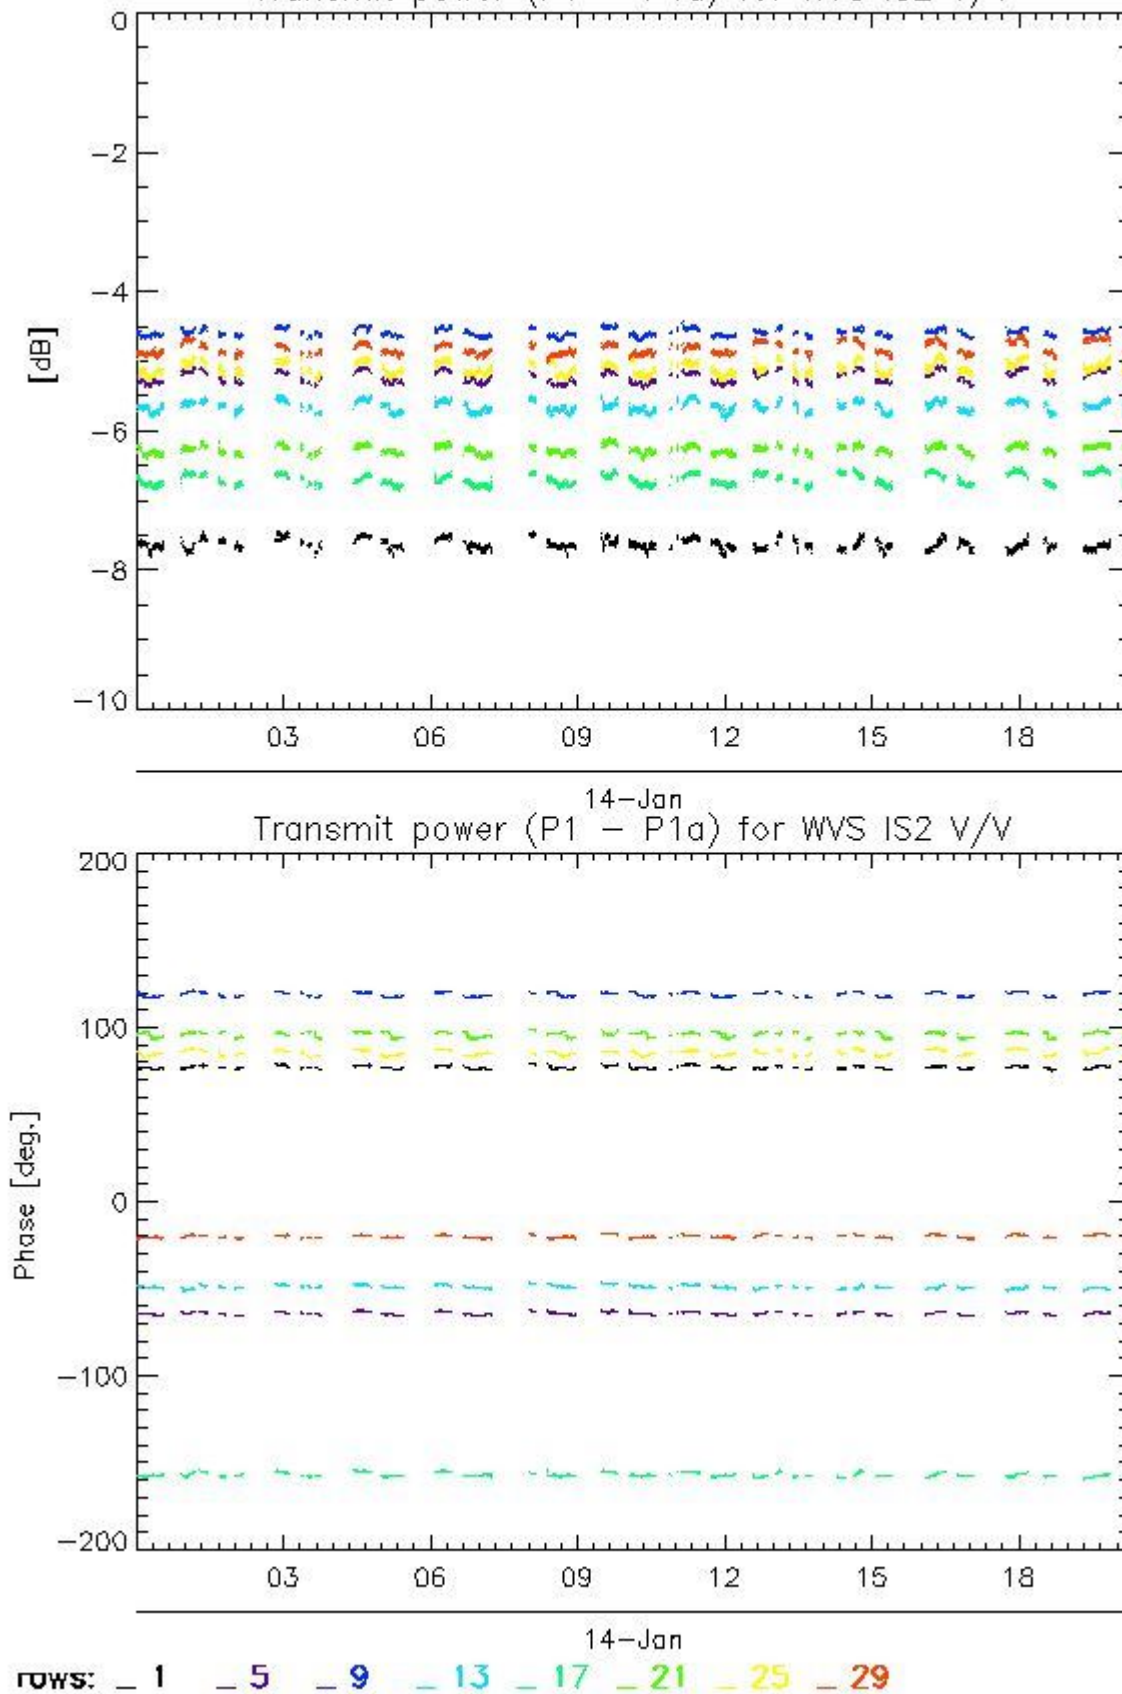 0
−2
−4
[dB]
−6
−8
−10
03 06 09 12 15 18
14−Jan
Transmit power (P1 − P1a) for WVS IS2 V/V
200
100
0
Phase [deg.]
−100
−200
03 06 09 12 15 18
14−Jan
rows: _ 1 _ 5 _ 9 _ 13 _ 17 _ 21 _ 25 _ 29